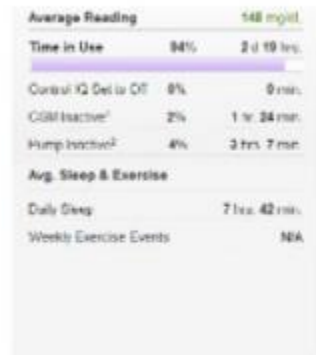 Average Reading 148 mg/dL
Time in Use 94% 2 d 19 hrs
Control IQ Set to Off 0% 0 min.
CGM Inactive¹ 2% 1 hr. 24 min.
Pump Inactive² 4% 3 hrs. 7 min.
Avg. Sleep & Exercise
Daily Sleep 7 hrs. 42 min.
Weekly Exercise Events N/A